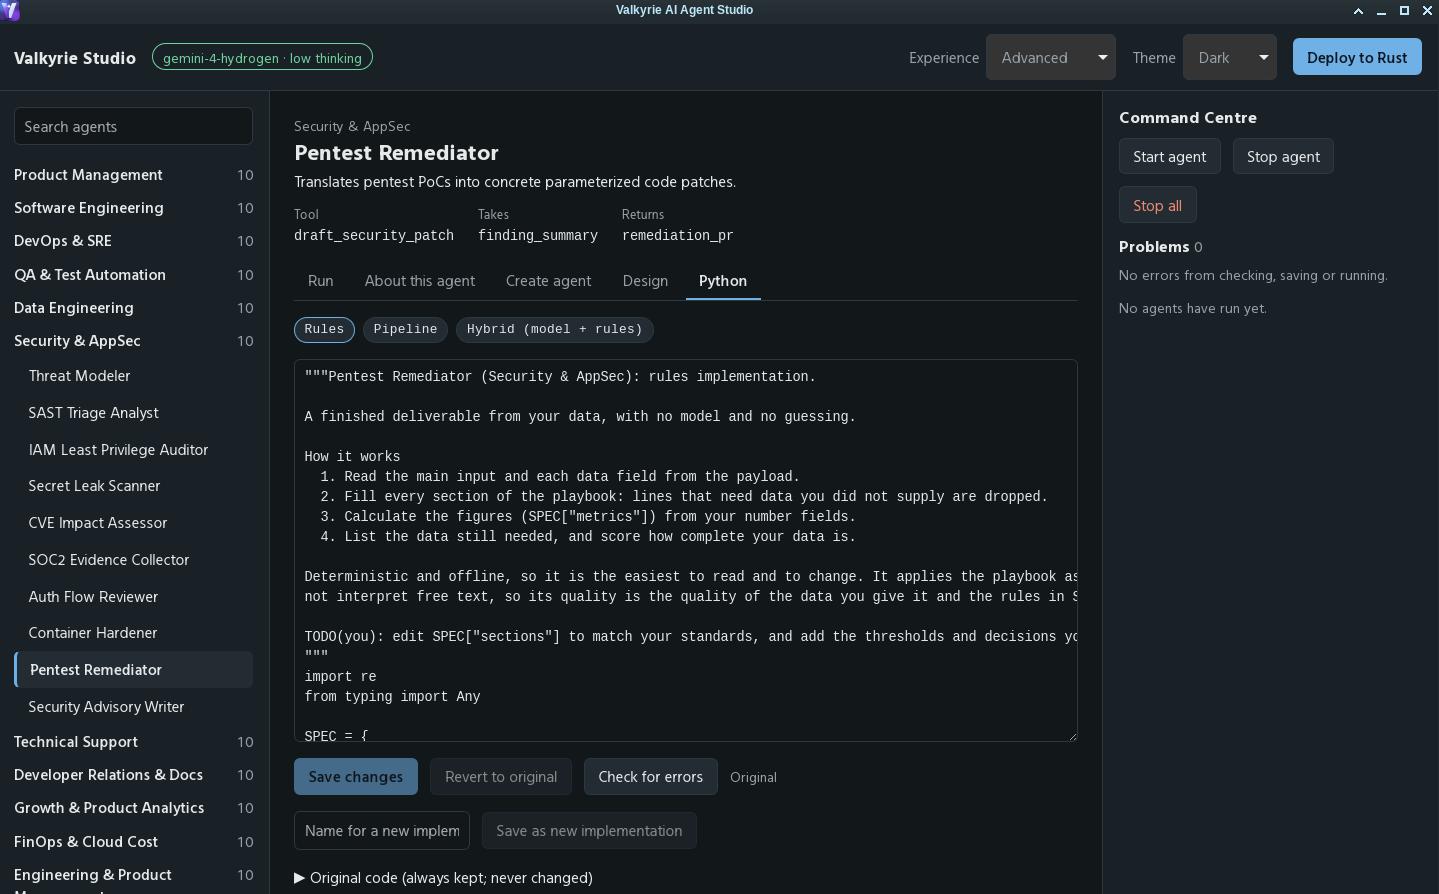 Valkyrie AI Agent Studio
Valkyrie Studio
gemini-4-hydrogen · low thinking
Experience
Advanced
Theme
Dark
Deploy to Rust
Search agents
Product Management 10
Software Engineering 10
DevOps & SRE 10
QA & Test Automation 10
Data Engineering 10
Security & AppSec 10
Threat Modeler
SAST Triage Analyst
IAM Least Privilege Auditor
Secret Leak Scanner
CVE Impact Assessor
SOC2 Evidence Collector
Auth Flow Reviewer
Container Hardener
Pentest Remediator
Security Advisory Writer
Technical Support 10
Developer Relations & Docs 10
Growth & Product Analytics 10
FinOps & Cloud Cost 10
Engineering & Product 10
Security & AppSec
Pentest Remediator
Translates pentest PoCs into concrete parameterized code patches.
Tool Takes Returns
draft_security_patch finding_summary remediation_pr
Run About this agent Create agent Design Python
Rules Pipeline Hybrid (model + rules)
"""Pentest Remediator (Security & AppSec): rules implementation.
A finished deliverable from your data, with no model and no guessing.
How it works
1. Read the main input and each data field from the payload.
2. Fill every section of the playbook: lines that need data you did not supply are dropped.
3. Calculate the figures (SPEC["metrics"]) from your number fields.
4. List the data still needed, and score how complete your data is.
Deterministic and offline, so it is the easiest to read and to change. It applies the playbook as
not interpret free text, so its quality is the quality of the data you give it and the rules in S
TODO(you): edit SPEC["sections"] to match your standards, and add the thresholds and decisions yo
"""
import re
from typing import Any
SPEC = {
Save changes Revert to original Check for errors Original
Name for a new implem Save as new implementation
▶ Original code (always kept; never changed)
Command Centre
Start agent Stop agent
Stop all
Problems 0
No errors from checking, saving or running.
No agents have run yet.